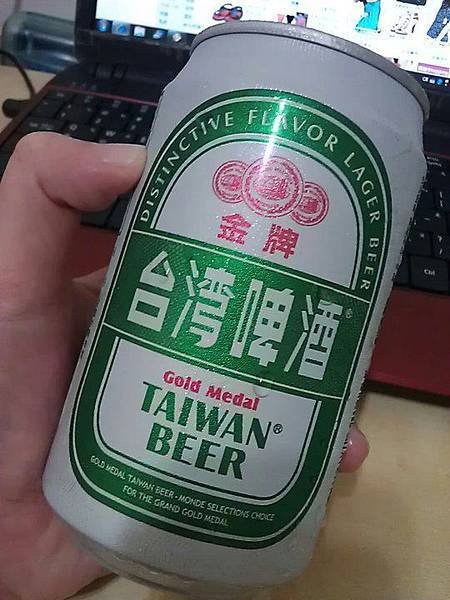 DISTINCTIVE FLAVOR LAGER BEER
金牌
台湾啤酒®
Gold Medal
TAIWAN®
BEER
GOLD MEDAL TAIWAN BEER・MONDE SELECTIONS CHOICE
FOR THE GRAND GOLD MEDAL
Ctrl